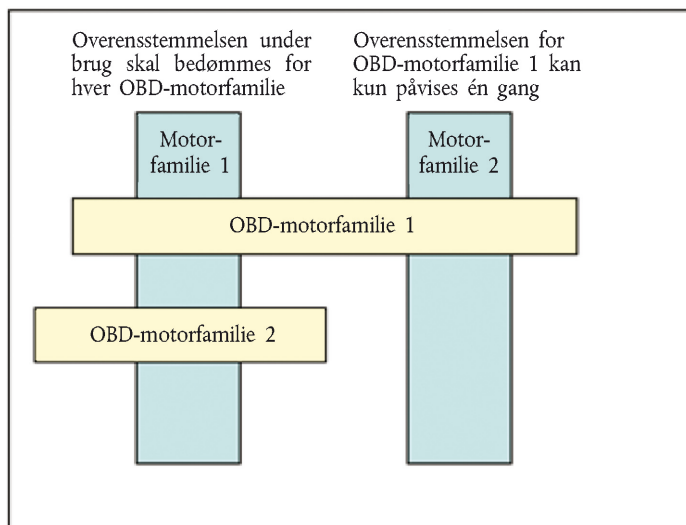 Overensstemmelsen under
brug skal bedømmes for
hver OBD-motorfamilie
Overensstemmelsen for
OBD-motorfamilie 1 kan
kun påvises én gang
Motor-
familie 1
Motor-
familie 2
OBD-motorfamilie 1
OBD-motorfamilie 2